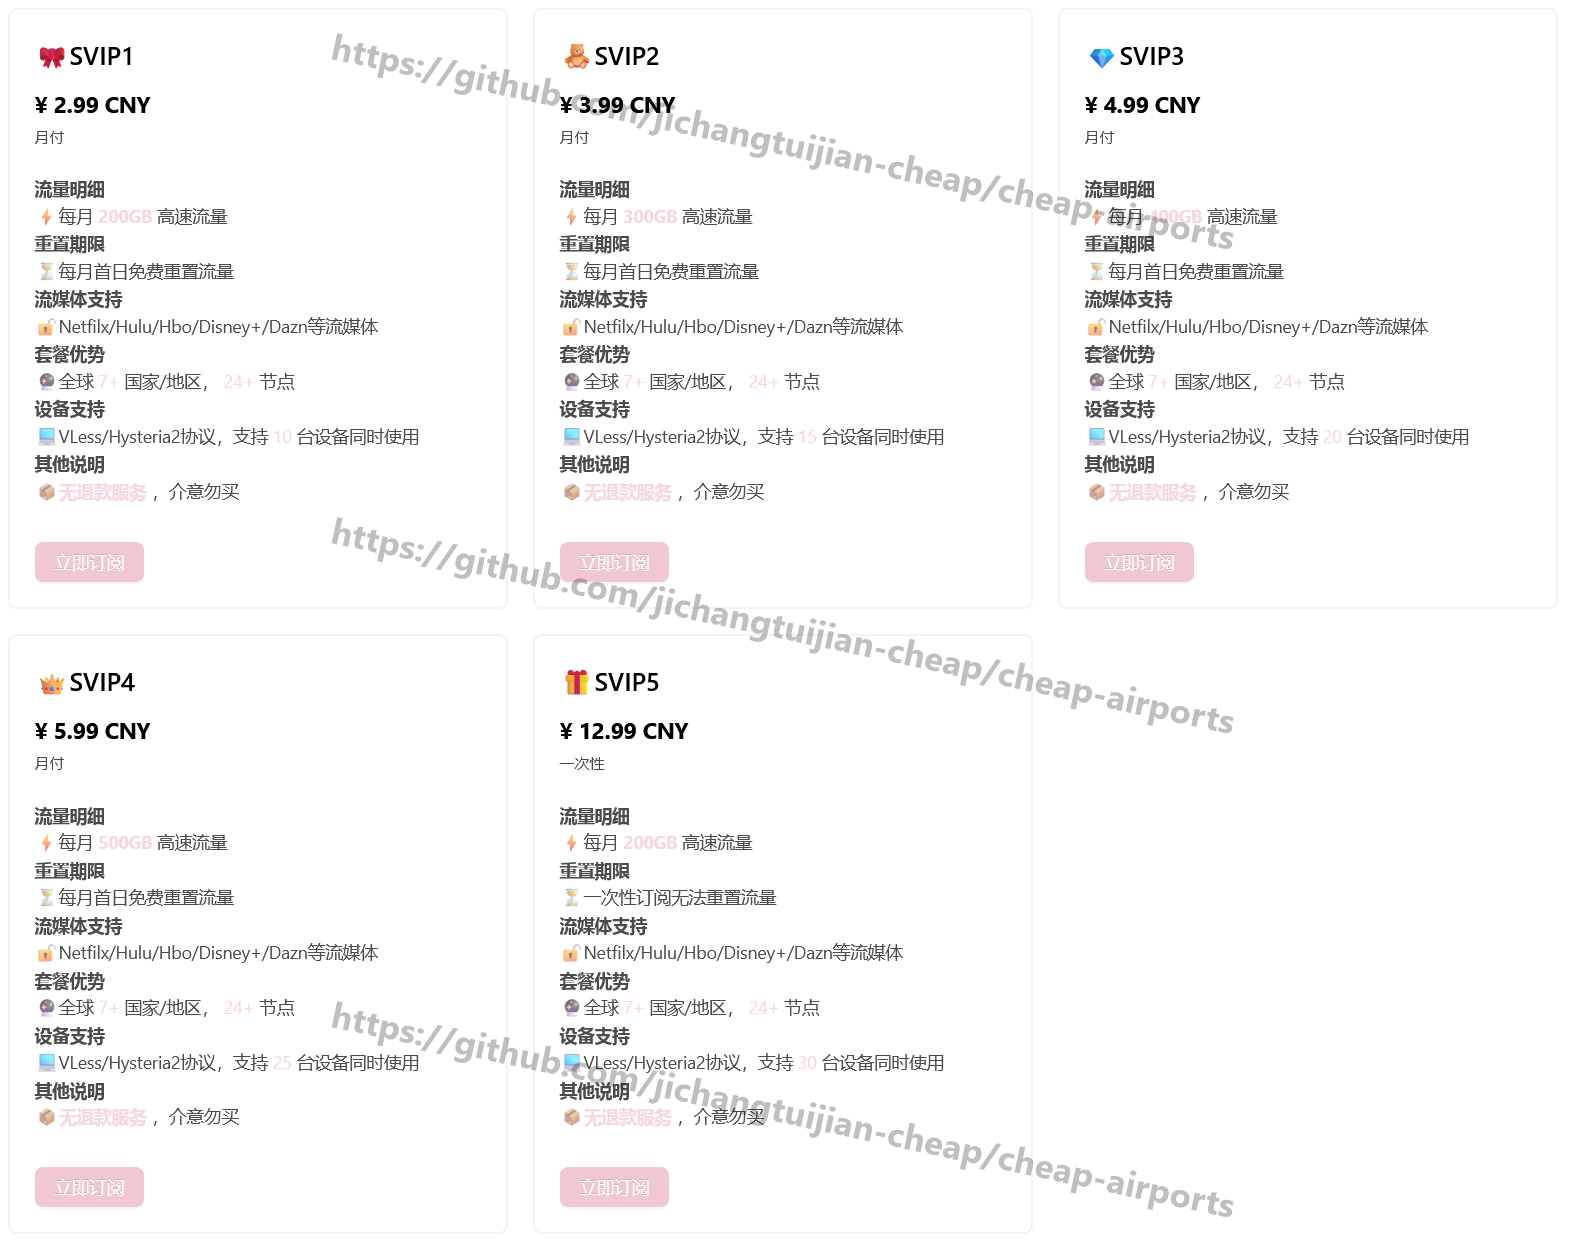 SVIP1
¥ 2.99 CNY
月付
流量明细
每月 200GB 高速流量
重置期限
每月首日免费重置流量
流媒体支持
Netfilx/Hulu/Hbo/Disney+/Dazn等流媒体
套餐优势
全球 7+ 国家/地区， 24+ 节点
设备支持
VLess/Hysteria2协议，支持 10 台设备同时使用
其他说明
无退款服务 ，介意勿买
立即订阅
SVIP2
¥ 3.99 CNY
月付
流量明细
每月 300GB 高速流量
重置期限
每月首日免费重置流量
流媒体支持
Netfilx/Hulu/Hbo/Disney+/Dazn等流媒体
套餐优势
全球 7+ 国家/地区， 24+ 节点
设备支持
VLess/Hysteria2协议，支持 15 台设备同时使用
其他说明
无退款服务 ，介意勿买
立即订阅
SVIP3
¥ 4.99 CNY
月付
流量明细
每月 400GB 高速流量
重置期限
每月首日免费重置流量
流媒体支持
Netfilx/Hulu/Hbo/Disney+/Dazn等流媒体
套餐优势
全球 7+ 国家/地区， 24+ 节点
设备支持
VLess/Hysteria2协议，支持 20 台设备同时使用
其他说明
无退款服务 ，介意勿买
立即订阅
SVIP4
¥ 5.99 CNY
月付
流量明细
每月 500GB 高速流量
重置期限
每月首日免费重置流量
流媒体支持
Netfilx/Hulu/Hbo/Disney+/Dazn等流媒体
套餐优势
全球 7+ 国家/地区， 24+ 节点
设备支持
VLess/Hysteria2协议，支持 25 台设备同时使用
其他说明
无退款服务 ，介意勿买
立即订阅
SVIP5
¥ 12.99 CNY
一次性
流量明细
每月 200GB 高速流量
重置期限
一次性订阅无法重置流量
流媒体支持
Netfilx/Hulu/Hbo/Disney+/Dazn等流媒体
套餐优势
全球 7+ 国家/地区， 24+ 节点
设备支持
VLess/Hysteria2协议，支持 30 台设备同时使用
其他说明
无退款服务 ，介意勿买
立即订阅
https://github.com/jichangtuijian-cheap/cheap-airports
https://github.com/jichangtuijian-cheap/cheap-airports
https://github.com/jichangtuijian-cheap/cheap-airports